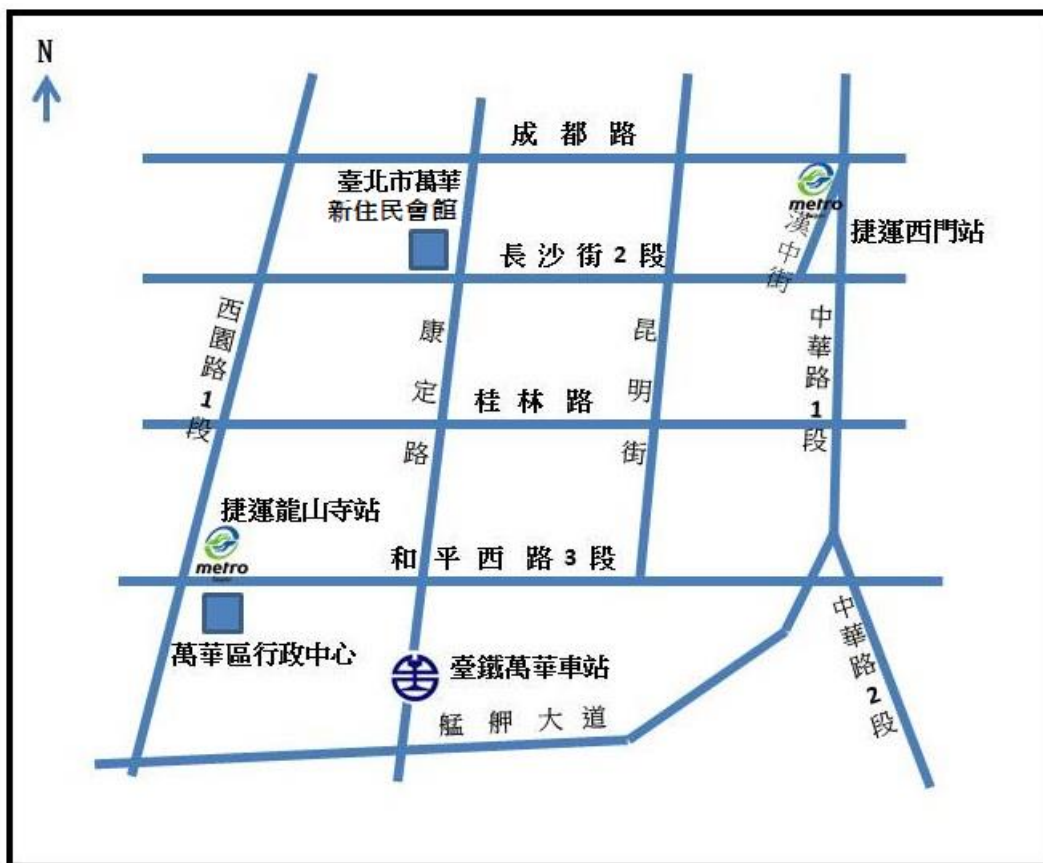 N
成都路
臺北市萬華
新住民會館
metro
捷運西門站
漢中街
長沙街2段
西園路1段
康定路
昆明街
中華路1段
桂林路
捷運龍山寺站
metro
和平西路3段
萬華區行政中心
臺鐵萬華車站
中華路2段
艋舺大道